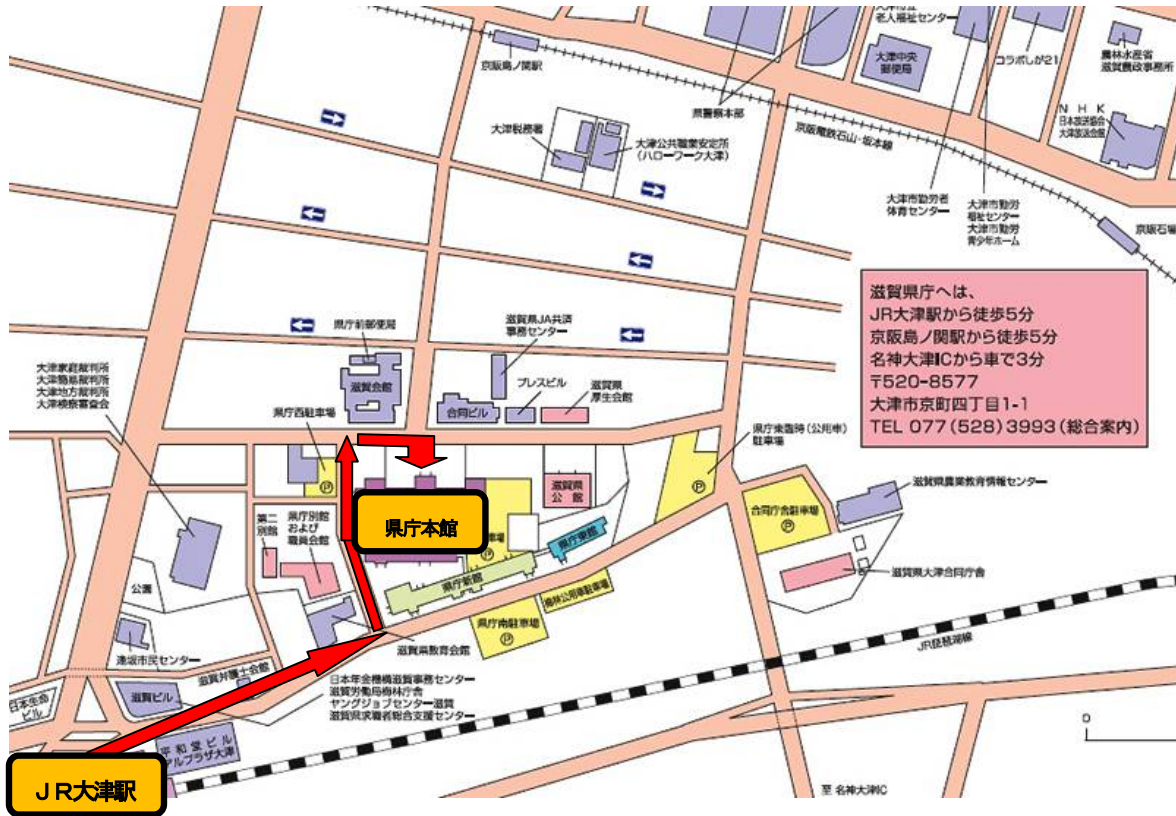 老人福祉センター
京阪島ノ関駅
大津中央
郵便局
コラボしが21
農林水産省
滋賀農政事務所
県警察本部
N H K
日本放送協会
大津放送会館
大津税務署
大津公共職業安定所
(ハローワーク大津)
京阪電鉄石山・坂本線
大津市勤労者
体育センター
大津市勤労
福祉センター
大津市勤労
青少年ホーム
京阪石場
滋賀県庁へは、
JR大津駅から徒歩5分
京阪島ノ関駅から徒歩5分
名神大津ICから車で3分
〒520-8577
大津市京町四丁目1-1
TEL 077(528)3993(総合案内)
県庁前郵便局
滋賀県JA共済
事務センター
大津家庭裁判所
大津簡易裁判所
大津地方裁判所
大津検察審査会
滋賀会館
プレスビル
滋賀県
厚生会館
県庁西駐車場
合同ビル
県庁東臨時(公用車)
駐車場
P
滋賀県
公館
P
滋賀県農業教育情報センター
第二
別館
県庁別館
および
職員会館
県庁本館
車場
P
県庁東館
合同庁舎駐車場
P
滋賀県大津合同庁舎
公園
県庁新館
梅林公用車駐車場
県庁南駐車場
P
JR琵琶湖線
逢坂市民センター
滋賀県教育会館
滋賀弁護士会館
日本年金機構滋賀事務センター
滋賀労働局梅林庁舎
ヤングジョブセンター滋賀
滋賀県求職者総合支援センター
日本生命
ビル
滋賀ビル
平和堂ビル
アルプラザ大津
0
JR大津駅
至 名神大津IC